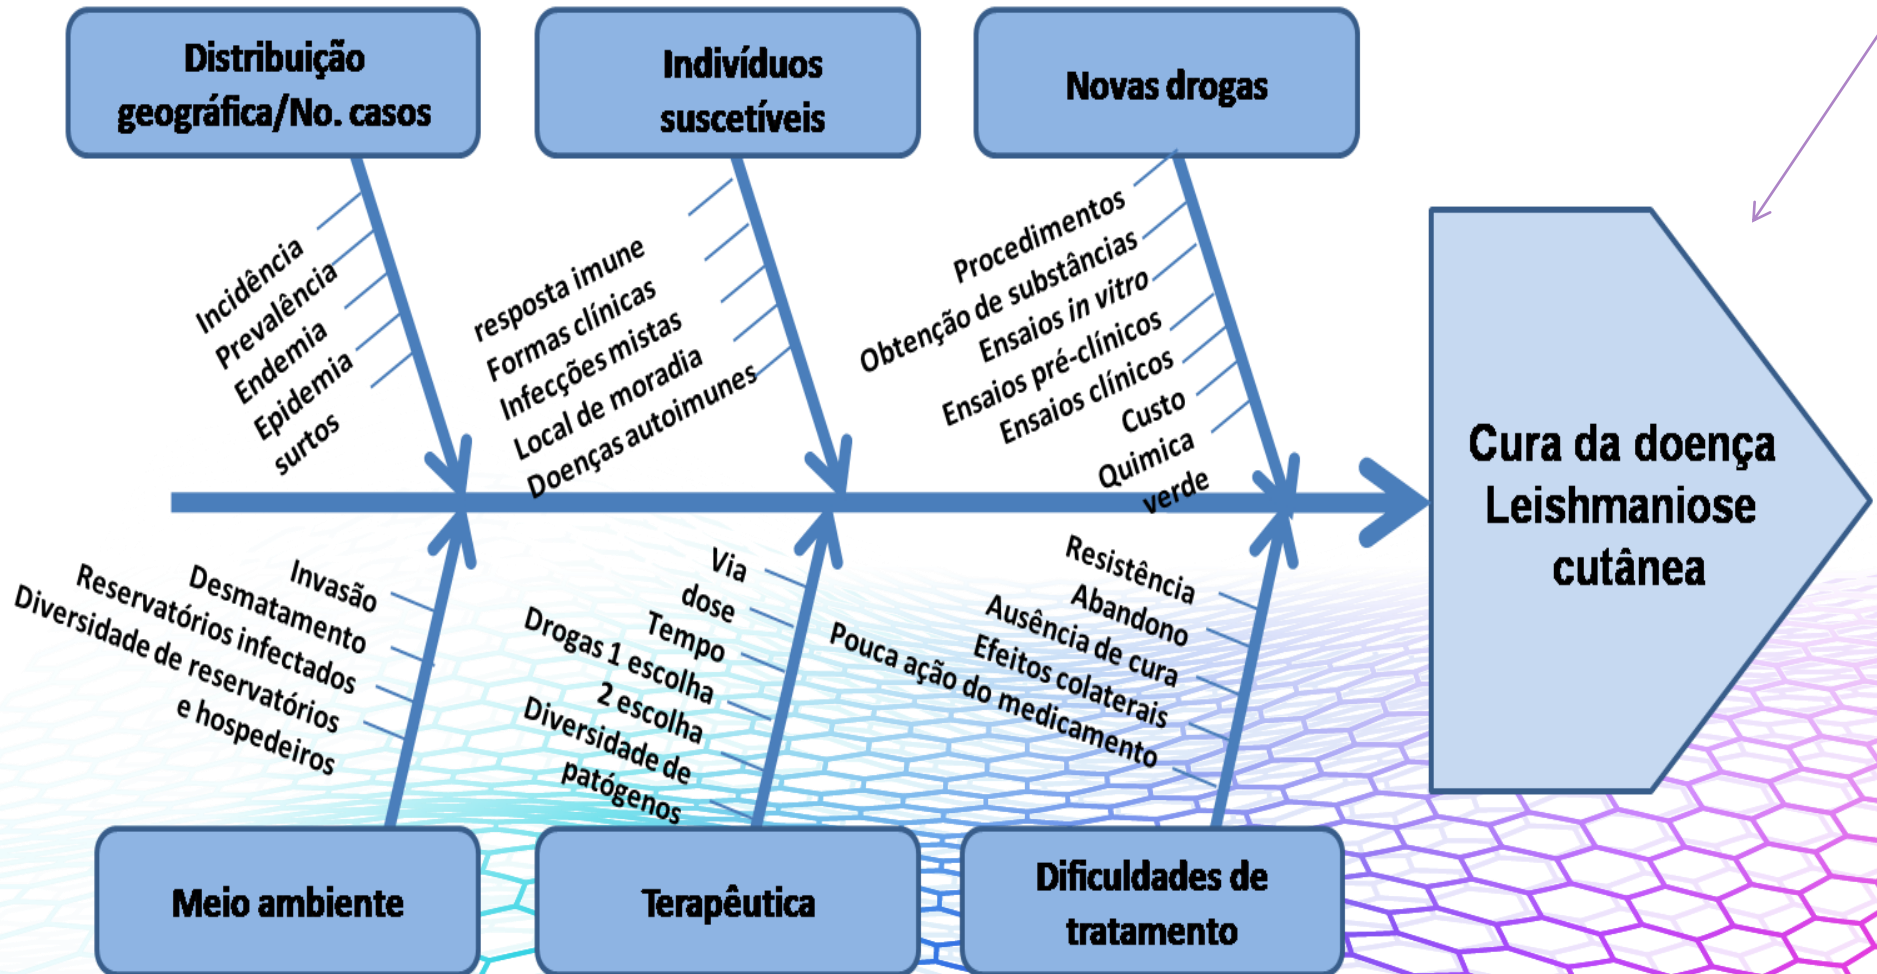 Distribuição
geográfica/No. casos
Indivíduos
suscetíveis
Novas drogas
Incidência
Prevalência
Endemia
Epidemia
surtos
resposta imune
Formas clínicas
Infecções mistas
Local de moradia
Doenças autoimunes
Procedimentos
Obtenção de substâncias
Ensaios in vitro
Ensaios pré-clínicos
Ensaios clínicos
Custo
Quimica
verde
Cura da doença
Leishmaniose
cutânea
Invasão
Desmatamento
Reservatórios infectados
Diversidade de reservatórios
e hospedeiros
Via
dose
Tempo
Drogas 1 escolha
2 escolha
Diversidade de
patógenos
Resistência
Abandono
Ausência de cura
Efeitos colaterais
Pouca ação do medicamento
Meio ambiente
Terapêutica
Dificuldades de
tratamento